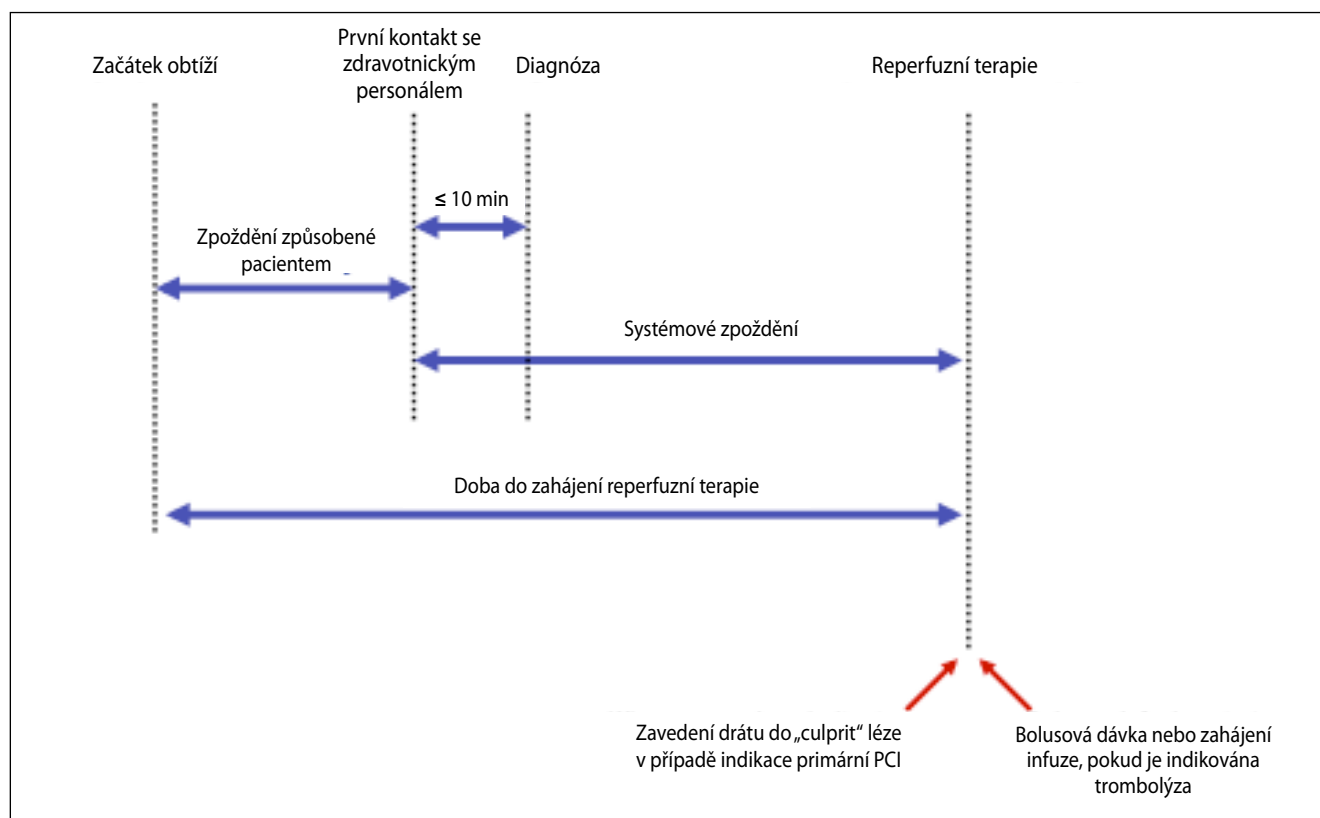 Začátek obtíží
První kontakt se
zdravotnickým
personálem
Diagnóza
Reperfuzní terapie
≤ 10 min
Zpoždění způsobené
pacientem
Systémové zpoždění
Doba do zahájení reperfuzní terapie
Zavedení drátu do „culprit“ léze
v případě indikace primární PCI
Bolusová dávka nebo zahájení
infuze, pokud je indikována
trombolýza